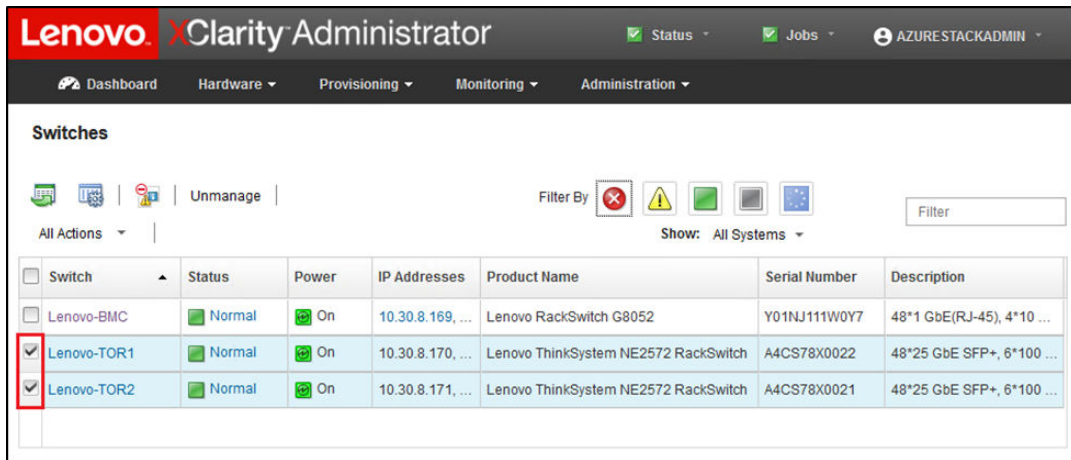 Lenovo. XClarity Administrator Status Jobs AZURESTACKADMIN
Dashboard Hardware Provisioning Monitoring Administration
Switches
Unmanage Filter By Filter
All Actions Show: All Systems
Switch Status Power IP Addresses Product Name Serial Number Description
Lenovo-BMC Normal On 10.30.8.169, ... Lenovo RackSwitch G8052 Y01NJ111W0Y7 48*1 GbE(RJ-45), 4*10 ...
Lenovo-TOR1 Normal On 10.30.8.170, ... Lenovo ThinkSystem NE2572 RackSwitch A4CS78X0022 48*25 GbE SFP+, 6*100 ...
Lenovo-TOR2 Normal On 10.30.8.171, ... Lenovo ThinkSystem NE2572 RackSwitch A4CS78X0021 48*25 GbE SFP+, 6*100 ...